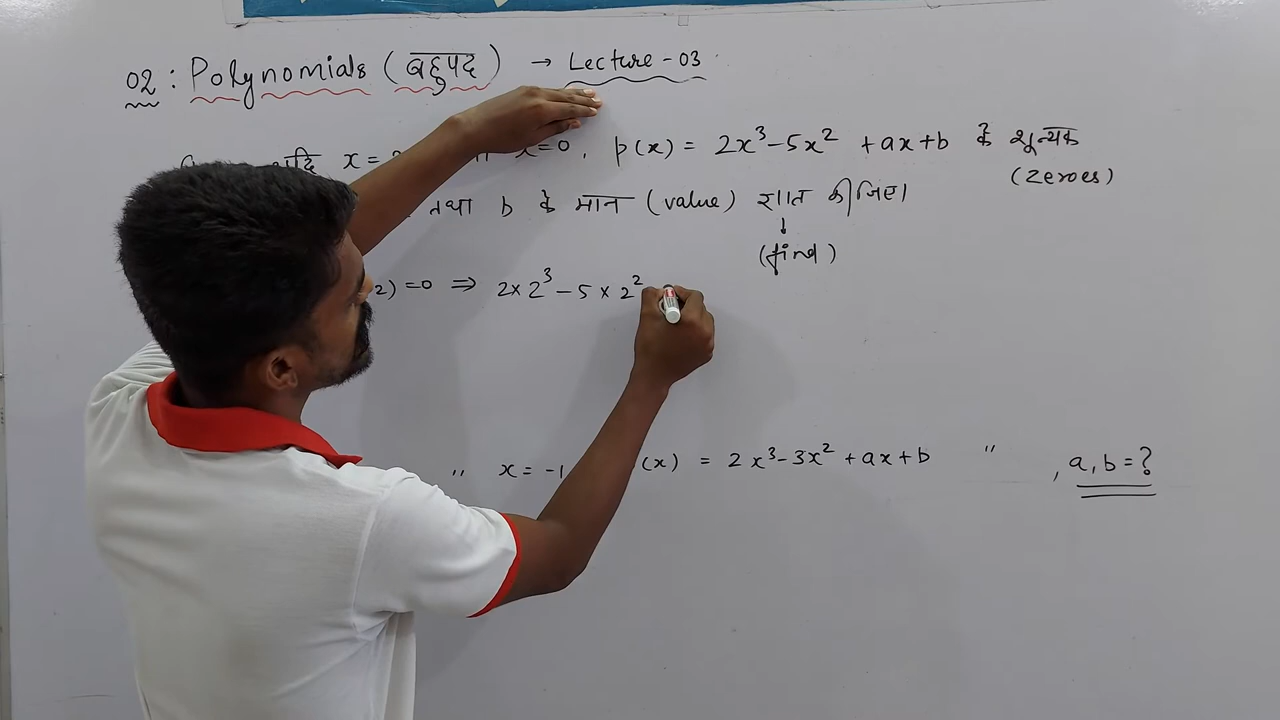 02 : Polynomials (बहुपद) → Lecture - 03
यदि x = x=0, p(x) = 2x³-5x² +ax+b के शून्यक
(Zeroes)
तथा b के मान (value) ज्ञात कीजिए।
↓
(find)
2) =0 ⇒ 2×2³ - 5×2²
" x = -1 (x) = 2x³-3x² +ax+b " , a, b = ?